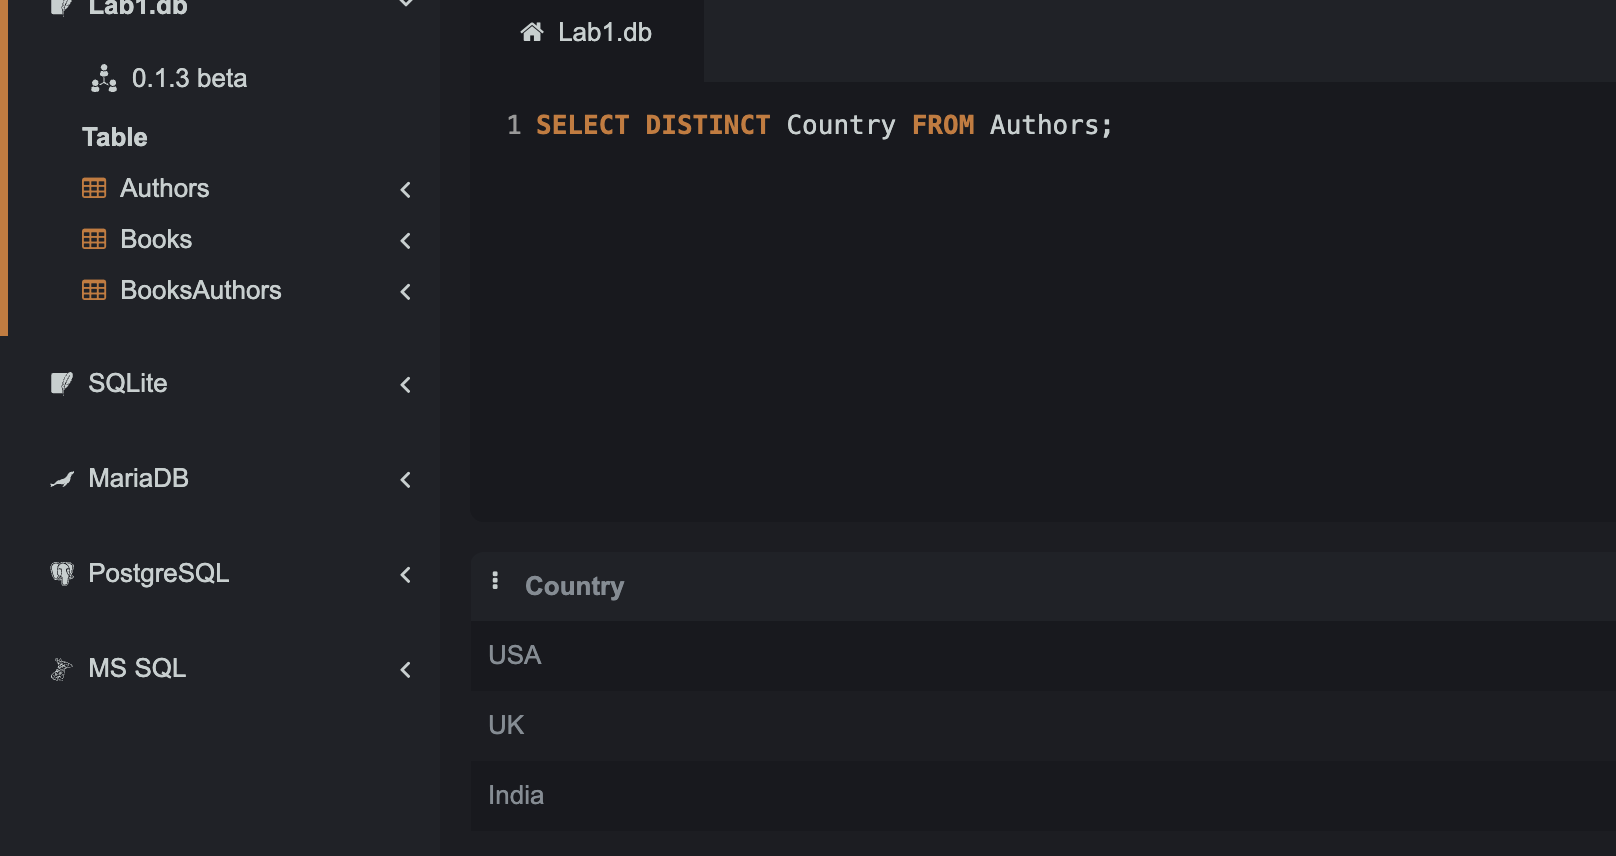 Lab1.db
0.1.3 beta
Table
Authors
Books
BooksAuthors
SQLite
MariaDB
PostgreSQL
MS SQL
Lab1.db
1 SELECT DISTINCT Country FROM Authors;
Country
USA
UK
India